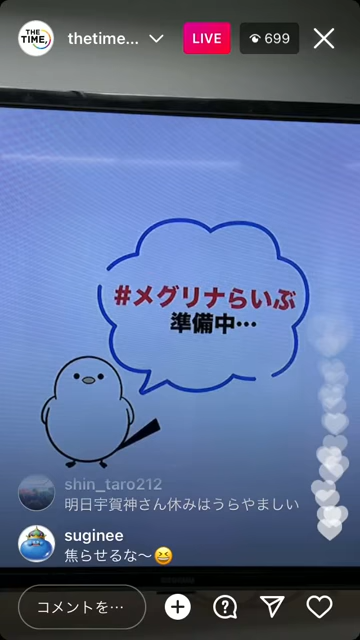 THE TIME,
thetime...
LIVE
699
#メグリナらいぶ
準備中…
shin_taro212
明日宇賀神さん休みはうらやましい
suginee
焦らせるな〜😆
コメントを…